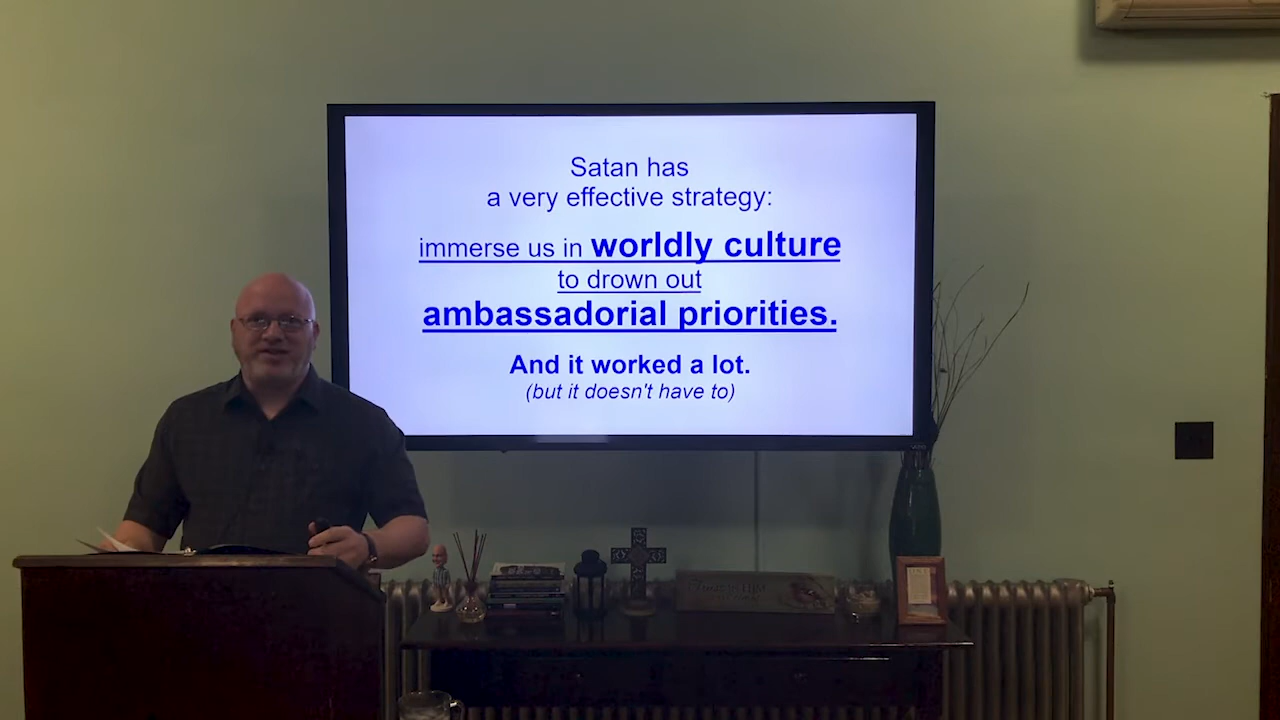 Satan has
a very effective strategy:
immerse us in worldly culture
to drown out
ambassadorial priorities.
And it worked a lot.
(but it doesn't have to)